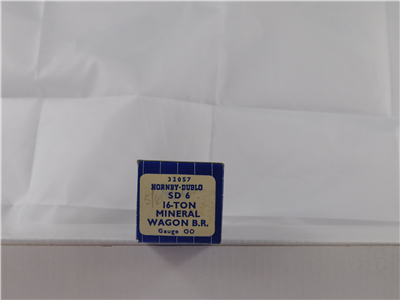 32057
HORNBY-DUBLO
SD 6
16-TON
MINERAL
WAGON B.R.
Gauge OO